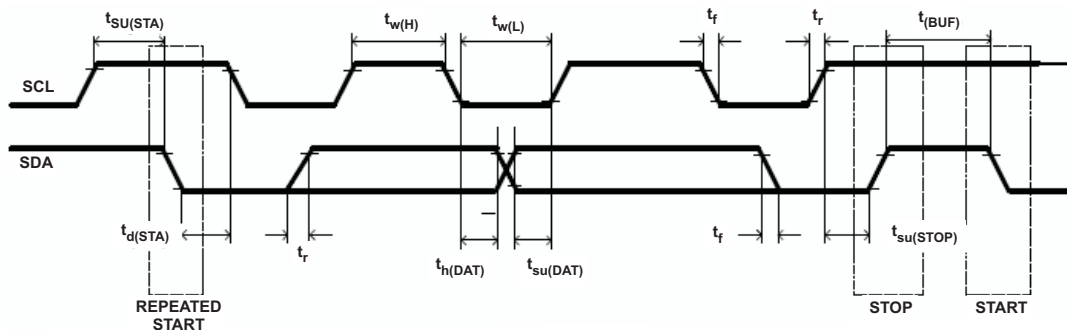 tSU(STA) tw(H) tw(L) tf tr t(BUF)
SCL
SDA
td(STA) tr th(DAT) tsu(DAT) tf tsu(STOP)
REPEATED
START
STOP
START